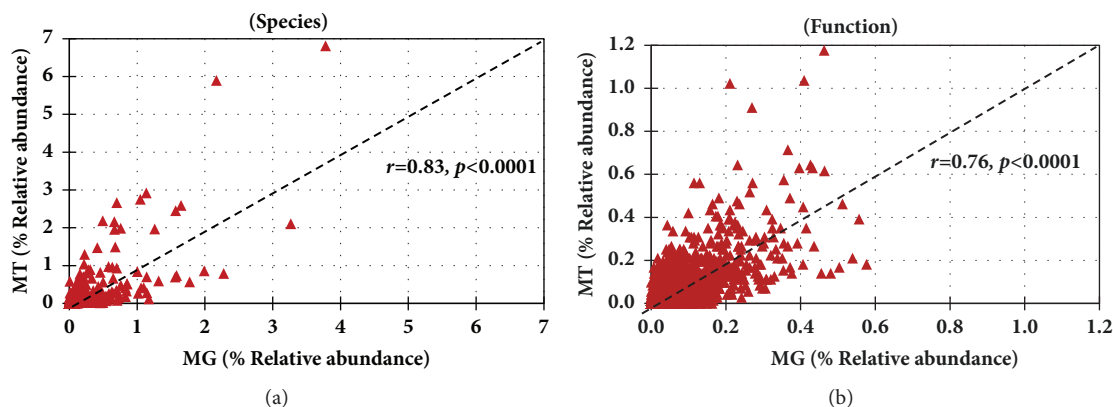 (Species)
7
6
5
4
3
2
1
0
MT (% Relative abundance)
r=0.83, p<0.0001
0 1 2 3 4 5 6 7
MG (% Relative abundance)
(a)
(Function)
1.2
1.0
0.8
0.6
0.4
0.2
0.0
MT (% Relative abundance)
r=0.76, p<0.0001
0.0 0.2 0.4 0.6 0.8 1.0 1.2
MG (% Relative abundance)
(b)